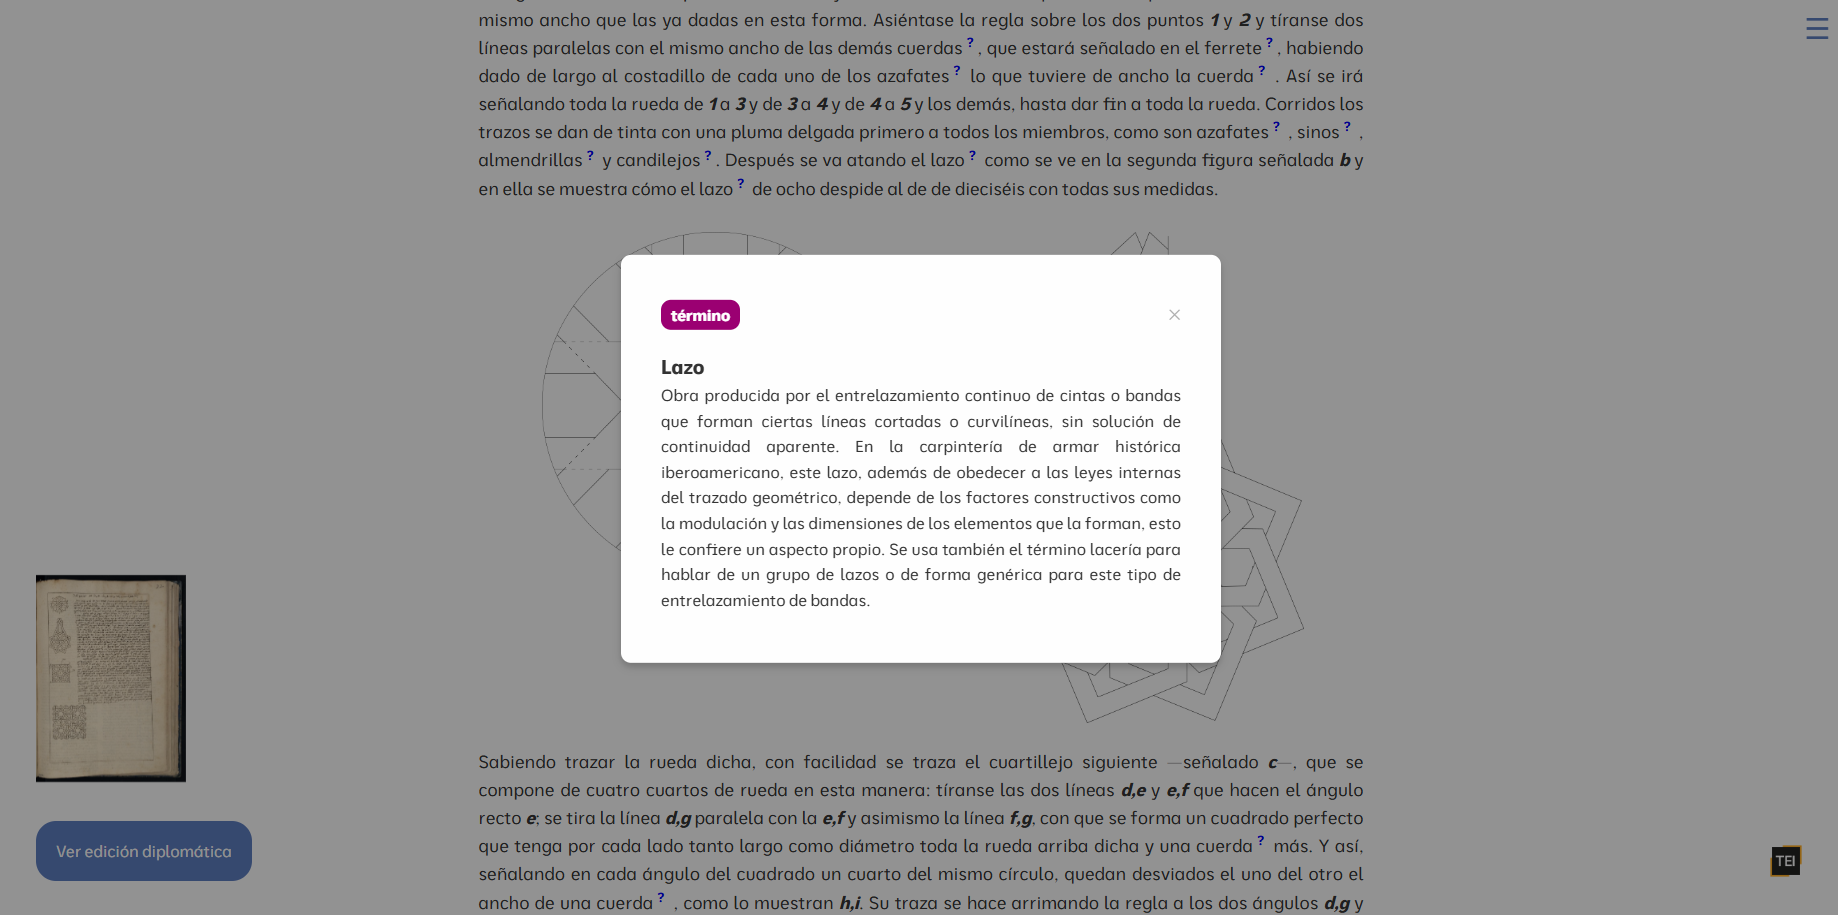 mismo ancho que las ya dadas en esta forma. Asiéntase la regla sobre los dos puntos 1 y 2 y tíranse dos
líneas paralelas con el mismo ancho de las demás cuerdas ?, que estará señalado en el ferrete ?, habiendo
dado de largo al costadillo de cada uno de los azafates ? lo que tuviere de ancho la cuerda ? . Así se irá
señalando toda la rueda de 1 a 3 y de 3 a 4 y de 4 a 5 y los demás, hasta dar fin a toda la rueda. Corridos los
trazos se dan de tinta con una pluma delgada primero a todos los miembros, como son azafates ? , sinos ? ,
almendrillas ? y candilejos ? . Después se va atando el lazo ? como se ve en la segunda figura señalada b y
en ella se muestra cómo el lazo ? de ocho despide al de de dieciséis con todas sus medidas.
término
Lazo
Obra producida por el entrelazamiento continuo de cintas o bandas
que forman ciertas líneas cortadas o curvilíneas, sin solución de
continuidad aparente. En la carpintería de armar histórica
iberoamericano, este lazo, además de obedecer a las leyes internas
del trazado geométrico, depende de los factores constructivos como
la modulación y las dimensiones de los elementos que la forman, esto
le confiere un aspecto propio. Se usa también el término lacería para
hablar de un grupo de lazos o de forma genérica para este tipo de
entrelazamiento de bandas.
Sabiendo trazar la rueda dicha, con facilidad se traza el cuartillejo siguiente —señalado c—, que se
compone de cuatro cuartos de rueda en esta manera: tíranse las dos líneas d,e y e,f que hacen el ángulo
recto e; se tira la línea d,g paralela con la e,f y asimismo la línea f,g, con que se forma un cuadrado perfecto
que tenga por cada lado tanto largo como diámetro toda la rueda arriba dicha y una cuerda ? más. Y así,
señalando en cada ángulo del cuadrado un cuarto del mismo círculo, quedan desviados el uno del otro el
ancho de una cuerda ? , como lo muestran h,i. Su traza se hace arrimando la regla a los dos ángulos d,g y
Ver edición diplomática
TEI